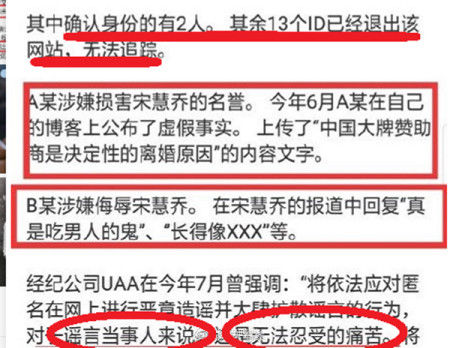 其中确认身份的有2人。 其余13个ID已经退出该
网站，无法追踪。
A某涉嫌损害宋慧乔的名誉。 今年6月A某在自己
的博客上公布了虚假事实。 上传了“中国大牌赞助
商是决定性的离婚原因”的内容文字。
B某涉嫌侮辱宋慧乔。 在宋慧乔的报道中回复“真
是吃男人的鬼”、“长得像XXX”等。
经纪公司UAA在今年7月曾强调：“将依法应对匿
名在网上进行恶意造谣并大肆扩散谣言的行为，
对于谣言当事人来说 无法忍受的痛苦。将